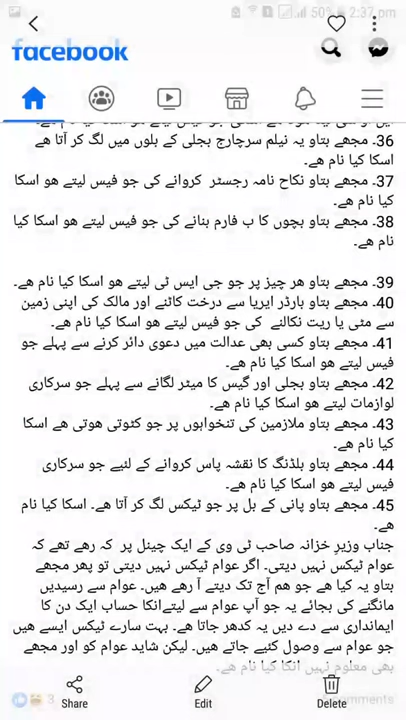 50% 2:37 pm
facebook
36۔ مجھے بتاو یہ نیلم سرچارج بجلی کے بلوں میں لگ کر آتا ھے
اسکا کیا نام ھے۔
37۔ مجھے بتاو نکاح نامہ رجسٹر کروانے کی جو فیس لیتے ھو اسکا
کیا نام ھے۔
38۔ مجھے بتاو بچوں کا ب فارم بنانے کی جو فیس لیتے ھو اسکا کیا
نام ھے۔
39۔ مجھے بتاو ھر چیز پر جو جی ایس ٹی لیتے ھو اسکا کیا نام ھے۔
40۔ مجھے بتاو بارڈر ایریا سے درخت کاٹنے اور مالک کی اپنی زمین
سے مٹی یا ریت نکالنے کی جو فیس لیتے ھو اسکا کیا نام ھے۔
41۔ مجھے بتاو کسی بھی عدالت میں دعوی دائر کرنے سے پہلے جو
فیس لیتے ھو اسکا کیا نام ھے۔
42۔ مجھے بتاو بجلی اور گیس کا میٹر لگانے سے پہلے جو سرکاری
لوازمات لیتے ھو اسکا کیا نام ھے۔
43۔ مجھے بتاو ملازمین کی تنخواہوں پر جو کٹوتی ھوتی ھے اسکا
کیا نام ھے۔
44۔ مجھے بتاو بلڈنگ کا نقشہ پاس کروانے کے لئیے جو سرکاری
فیس لیتے ھو اسکا کیا نام ھے۔
45۔ مجھے بتاو پانی کے بل پر جو ٹیکس لگ کر آتا ھے۔ اسکا کیا نام
ھے۔
جناب وزیرِ خزانہ صاحب ٹی وی کے ایک چینل پر کہ رھے تھے کہ
عوام ٹیکس نہیں دیتی۔ اگر عوام ٹیکس نہیں دیتی تو پھر مجھے
بتاو یہ کیا ھے جو ھم آج تک دیتے آ رھے ھیں۔ عوام سے رسیدیں
مانگنے کی بجائے یہ جو آپ عوام سے لیتےانکا حساب ایک دن کا
ایمانداری سے دے دیں یہ کدھر جاتا ھے۔ بہت سارے ٹیکس ایسے ھیں
جو عوام سے وصول کئیے جاتے ھیں۔ لیکن شاید عوام کو اور مجھے
بھی معلوم نہیں انکا کیا نام ھے۔
3 comments
Share Edit Delete